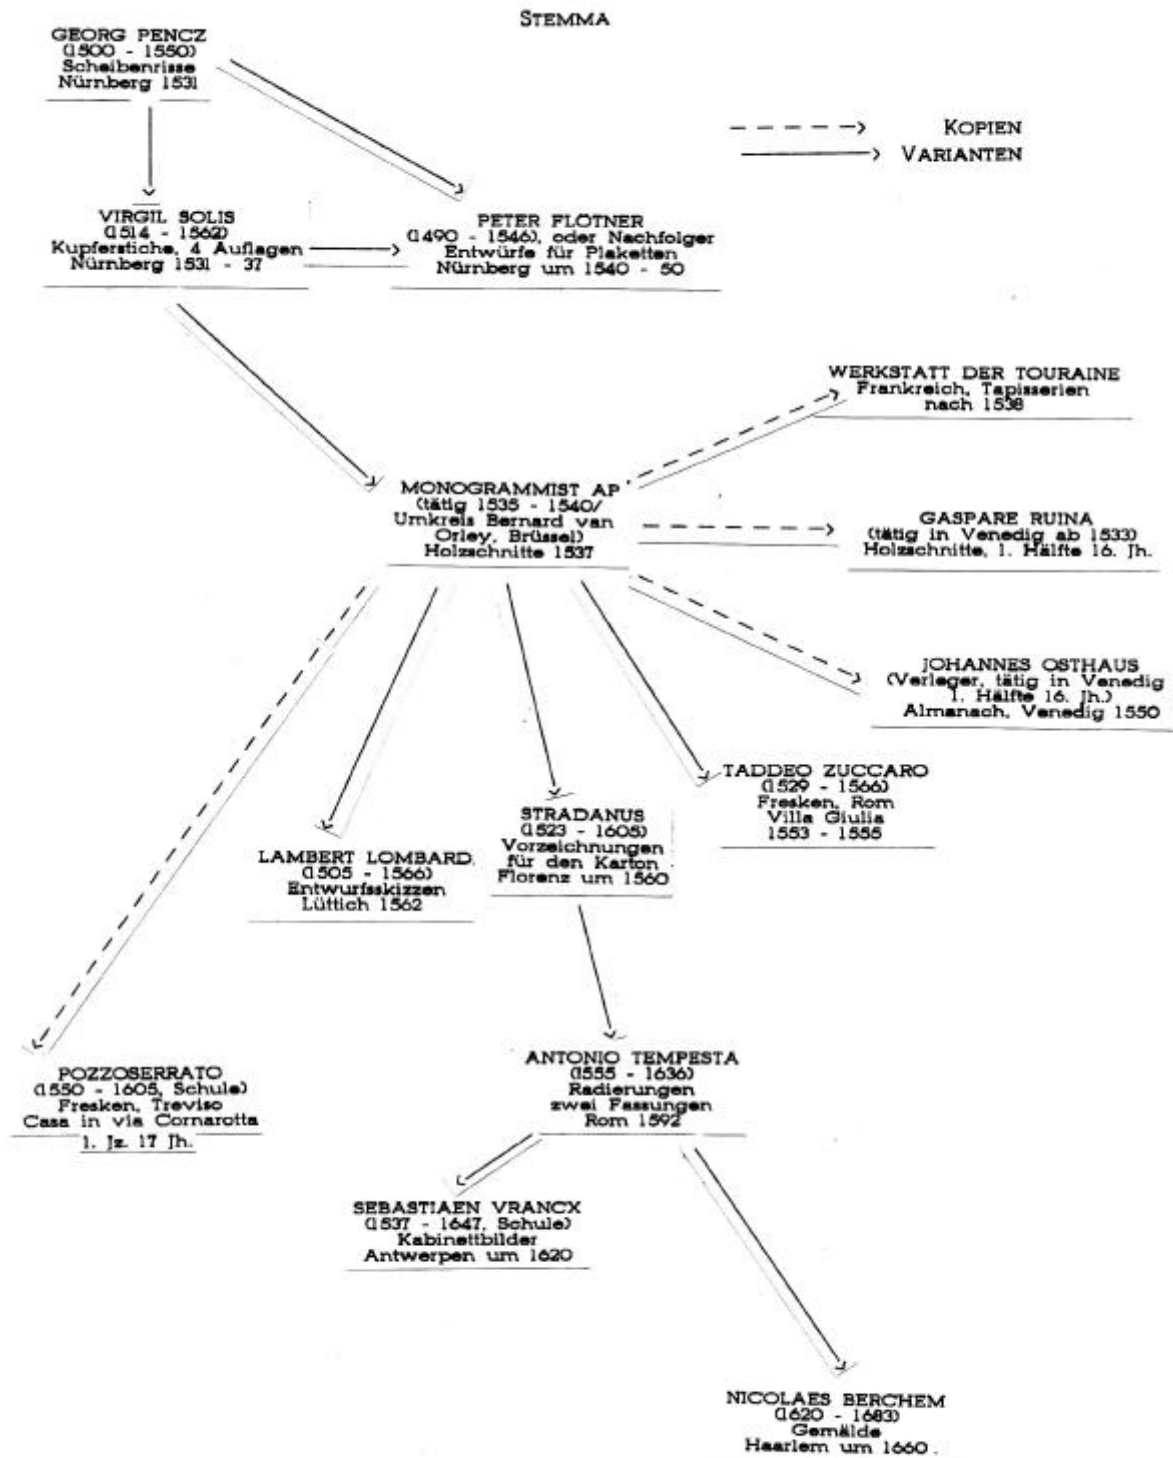 STEMMA
GEORG PENCZ
(1500 - 1550)
Scheibenrisse
Nürnberg 1531
KOPIEN
VARIANTEN
VIRGIL SOLIS
(1514 - 1562)
Kupferstiche, 4 Auflagen
Nürnberg 1531 - 37
PETER FLÖTNER
(1490 - 1546), oder Nachfolger
Entwürfe für Plaketten
Nürnberg um 1540 - 50
WERKSTATT DER TOURAINE
Frankreich, Tapisserien
nach 1538
MONOGRAMMIST AP
(tätig 1535 - 1540/
Umkreis Bernard van
Orley, Brüssel)
Holzschnitte 1537
GASPARE RUINA
(tätig in Venedig ab 1533)
Holzschnitte, 1. Hälfte 16. Jh.
JOHANNES OSTHAUS
(Verleger, tätig in Venedig
1. Hälfte 16. Jh.)
Almanach, Venedig 1550
TADDEO ZUCCARO
(1529 - 1566)
Fresken, Rom
Villa Giulia
1553 - 1555
STRADANUS
(1523 - 1605)
Vorzeichnungen
für den Karton
Florenz um 1560
LAMBERT LOMBARD
(1505 - 1566)
Entwurfsskizzen
Lüttich 1562
POZZOSERRATO
(1550 - 1605, Schule)
Fresken, Treviso
Casa in via Cornarotta
1. Jz. 17 Jh.
ANTONIO TEMPESTA
(1555 - 1636)
Radierungen
zwei Fassungen
Rom 1592
SEBASTIAEN VRANCX
(1537 - 1647, Schule)
Kabinettbilder
Antwerpen um 1620
NICOLAES BERCHEM
(1620 - 1683)
Gemälde
Haarlem um 1660.